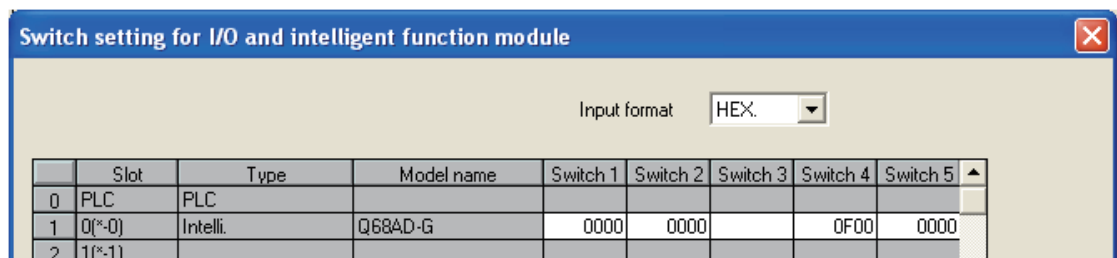 Switch setting for I/O and intelligent function module
Input format HEX.
Slot Type Model name Switch 1 Switch 2 Switch 3 Switch 4 Switch 5
0 PLC PLC
1 0(*-0) Intelli. Q68AD-G 0000 0000 0F00 0000
2 1(*-1)